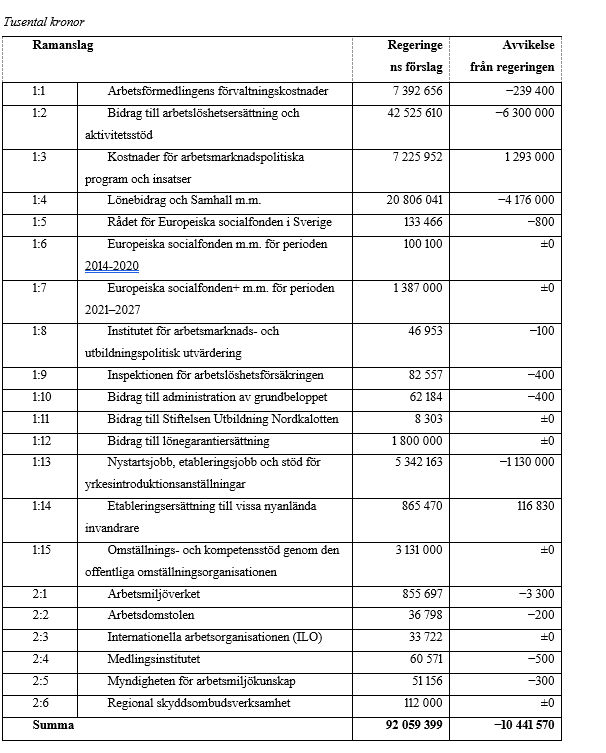 Tusental kronor
Ramanslag Regeringe Avvikelse
ns förslag från regeringen
1:1 Arbetsförmedlingens förvaltningskostnader 7 392 656 −239 400
1:2 Bidrag till arbetslöshetsersättning och 42 525 610 −6 300 000
aktivitetsstöd
1:3 Kostnader för arbetsmarknadspolitiska 7 225 952 1 293 000
program och insatser
1:4 Lönebidrag och Samhall m.m. 20 806 041 −4 176 000
1:5 Rådet för Europeiska socialfonden i Sverige 133 466 −800
1:6 Europeiska socialfonden m.m. för perioden 100 100 ±0
2014-2020
1:7 Europeiska socialfonden+ m.m. för perioden 1 387 000 ±0
2021–2027
1:8 Institutet för arbetsmarknads- och 46 953 −100
utbildningspolitisk utvärdering
1:9 Inspektionen för arbetslöshetsförsäkringen 82 557 −400
1:10 Bidrag till administration av grundbeloppet 62 184 −400
1:11 Bidrag till Stiftelsen Utbildning Nordkalotten 8 303 ±0
1:12 Bidrag till lönegarantiersättning 1 800 000 ±0
1:13 Nystartsjobb, etableringsjobb och stöd för 5 342 163 −1 130 000
yrkesintroduktionsanställningar
1:14 Etableringsersättning till vissa nyanlända 865 470 116 830
invandrare
1:15 Omställnings- och kompetensstöd genom den 3 131 000 ±0
offentliga omställningsorganisationen
2:1 Arbetsmiljöverket 855 697 −3 300
2:2 Arbetsdomstolen 36 798 −200
2:3 Internationella arbetsorganisationen (ILO) 33 722 ±0
2:4 Medlingsinstitutet 60 571 −500
2:5 Myndigheten för arbetsmiljökunskap 51 156 −300
2:6 Regional skyddsombudsverksamhet 112 000 ±0
Summa 92 059 399 −10 441 570